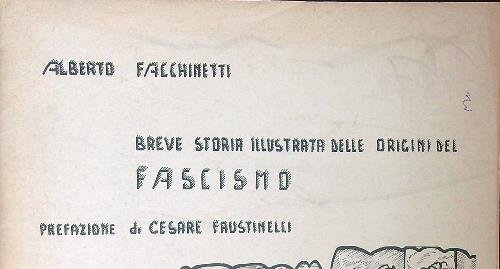 ALBERTO FACCHINETTI
BREVE STORIA ILLUSTRATA DELLE ORIGINI DEL
FASCISMO
PREFAZIONE di CESARE FAUSTINELLI